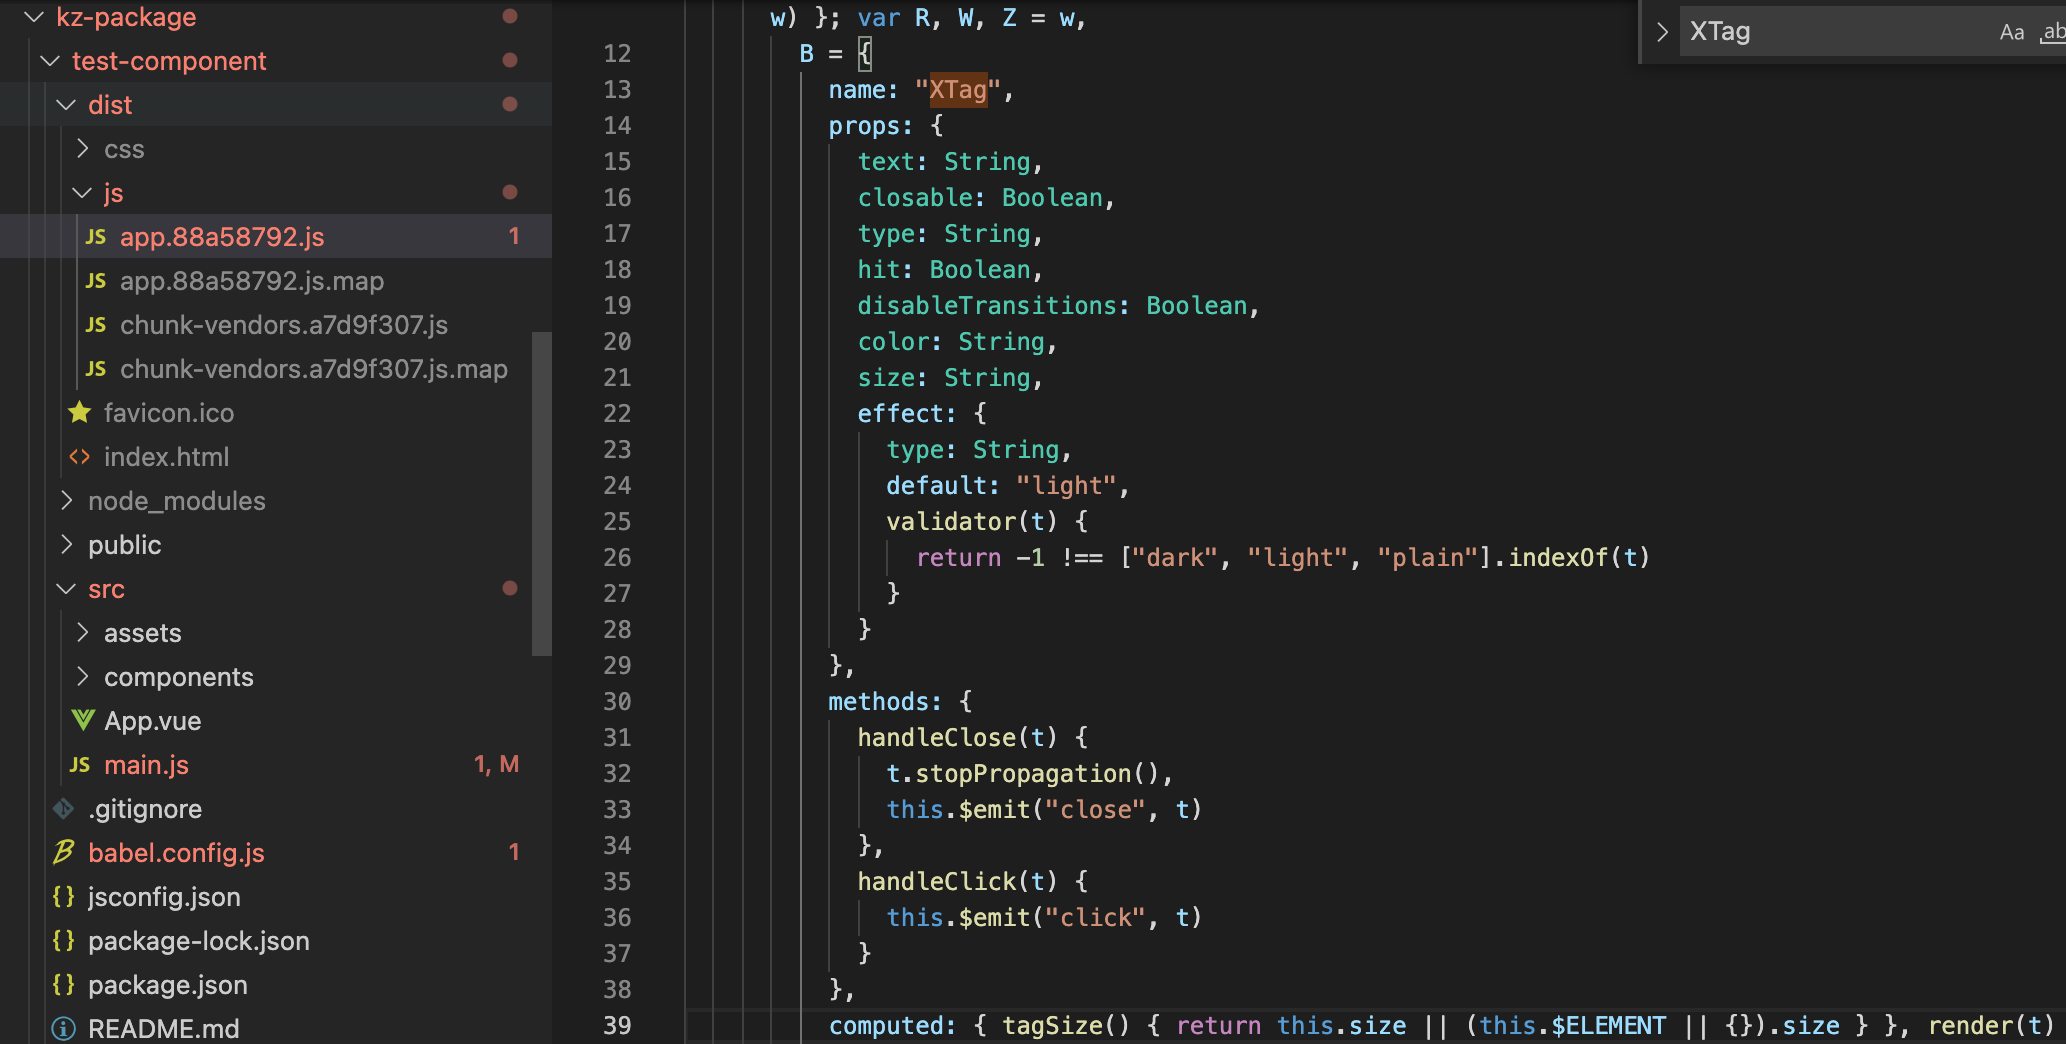 kz-package
test-component
dist
css
js
JS app.88a58792.js 1
JS app.88a58792.js.map
JS chunk-vendors.a7d9f307.js
JS chunk-vendors.a7d9f307.js.map
favicon.ico
<> index.html
node_modules
public
src
assets
components
App.vue
JS main.js 1, M
.gitignore
babel.config.js 1
{} jsconfig.json
{} package-lock.json
{} package.json
README.md
w) }; var R, W, Z = w,
12 B = {
13 name: "XTag",
14 props: {
15 text: String,
16 closable: Boolean,
17 type: String,
18 hit: Boolean,
19 disableTransitions: Boolean,
20 color: String,
21 size: String,
22 effect: {
23 type: String,
24 default: "light",
25 validator(t) {
26 return -1 !== ["dark", "light", "plain"].indexOf(t)
27 }
28 }
29 },
30 methods: {
31 handleClose(t) {
32 t.stopPropagation(),
33 this.$emit("close", t)
34 },
35 handleClick(t) {
36 this.$emit("click", t)
37 }
38 },
39 computed: { tagSize() { return this.size || (this.$ELEMENT || {}).size } }, render(t)
XTag Aa ab